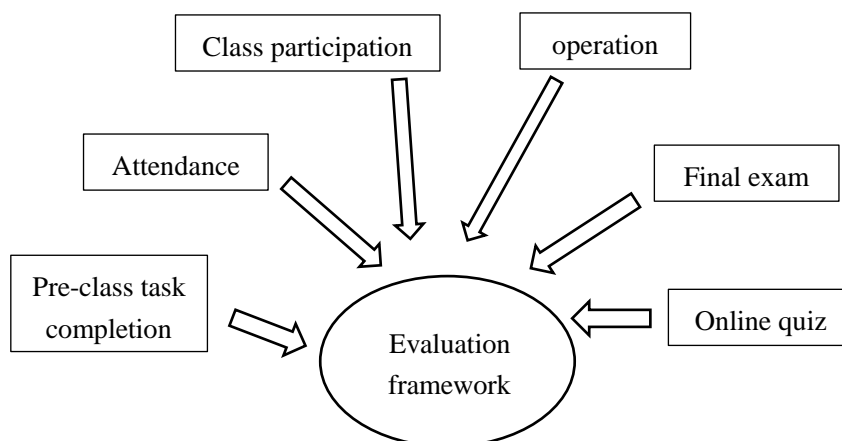 Class participation
operation
Attendance
Final exam
Pre-class task
completion
Online quiz
Evaluation
framework